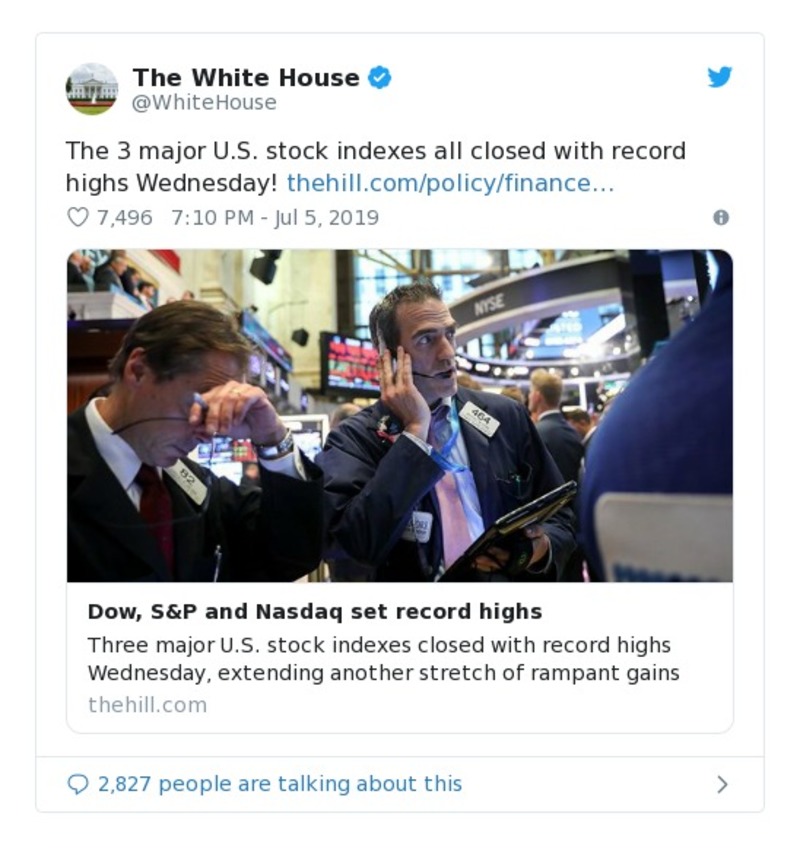 The White House
@WhiteHouse
The 3 major U.S. stock indexes all closed with record
highs Wednesday! thehill.com/policy/finance…
7,496 7:10 PM - Jul 5, 2019
NYSE
464
82
Dow, S&P and Nasdaq set record highs
Three major U.S. stock indexes closed with record highs
Wednesday, extending another stretch of rampant gains
thehill.com
2,827 people are talking about this